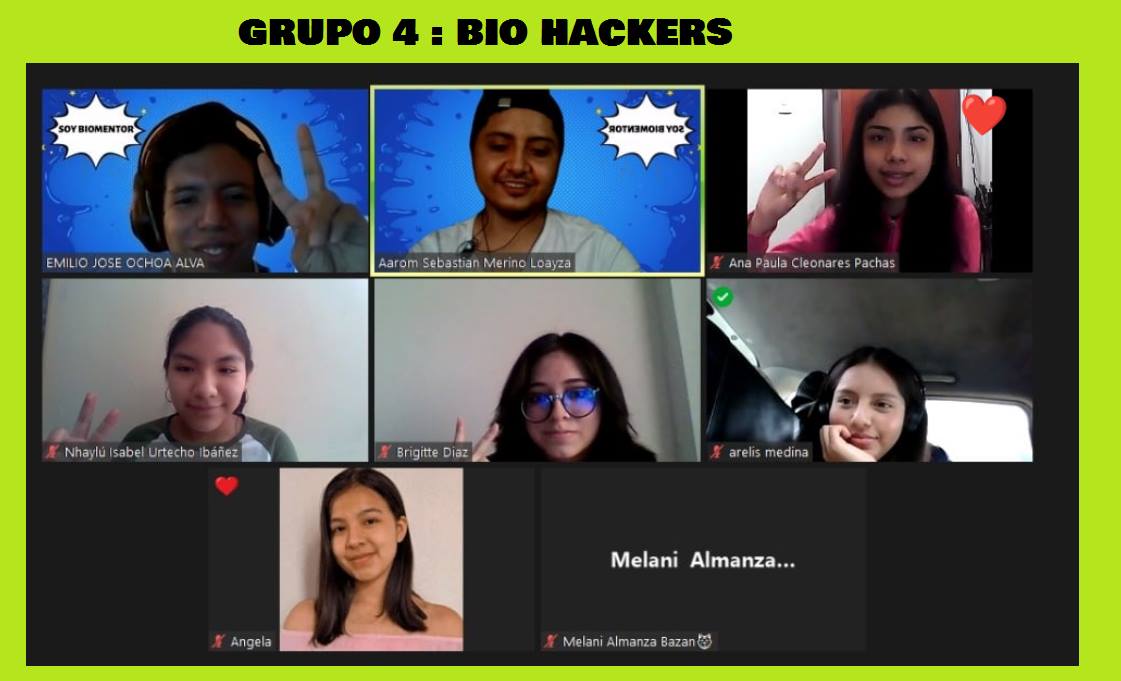 GRUPO 4 : BIO HACKERS
SOY BIOMENTOR
SOY BIOMENTOR
EMILIO JOSE OCHOA ALVA
Aarom Sebastian Merino Loayza
Ana Paula Cleonares Pachas
Nhaylú Isabel Urtecho Ibáñez
Brigitte Diaz
arelis medina
Angela
Melani Almanza...
Melani Almanza Bazan😼